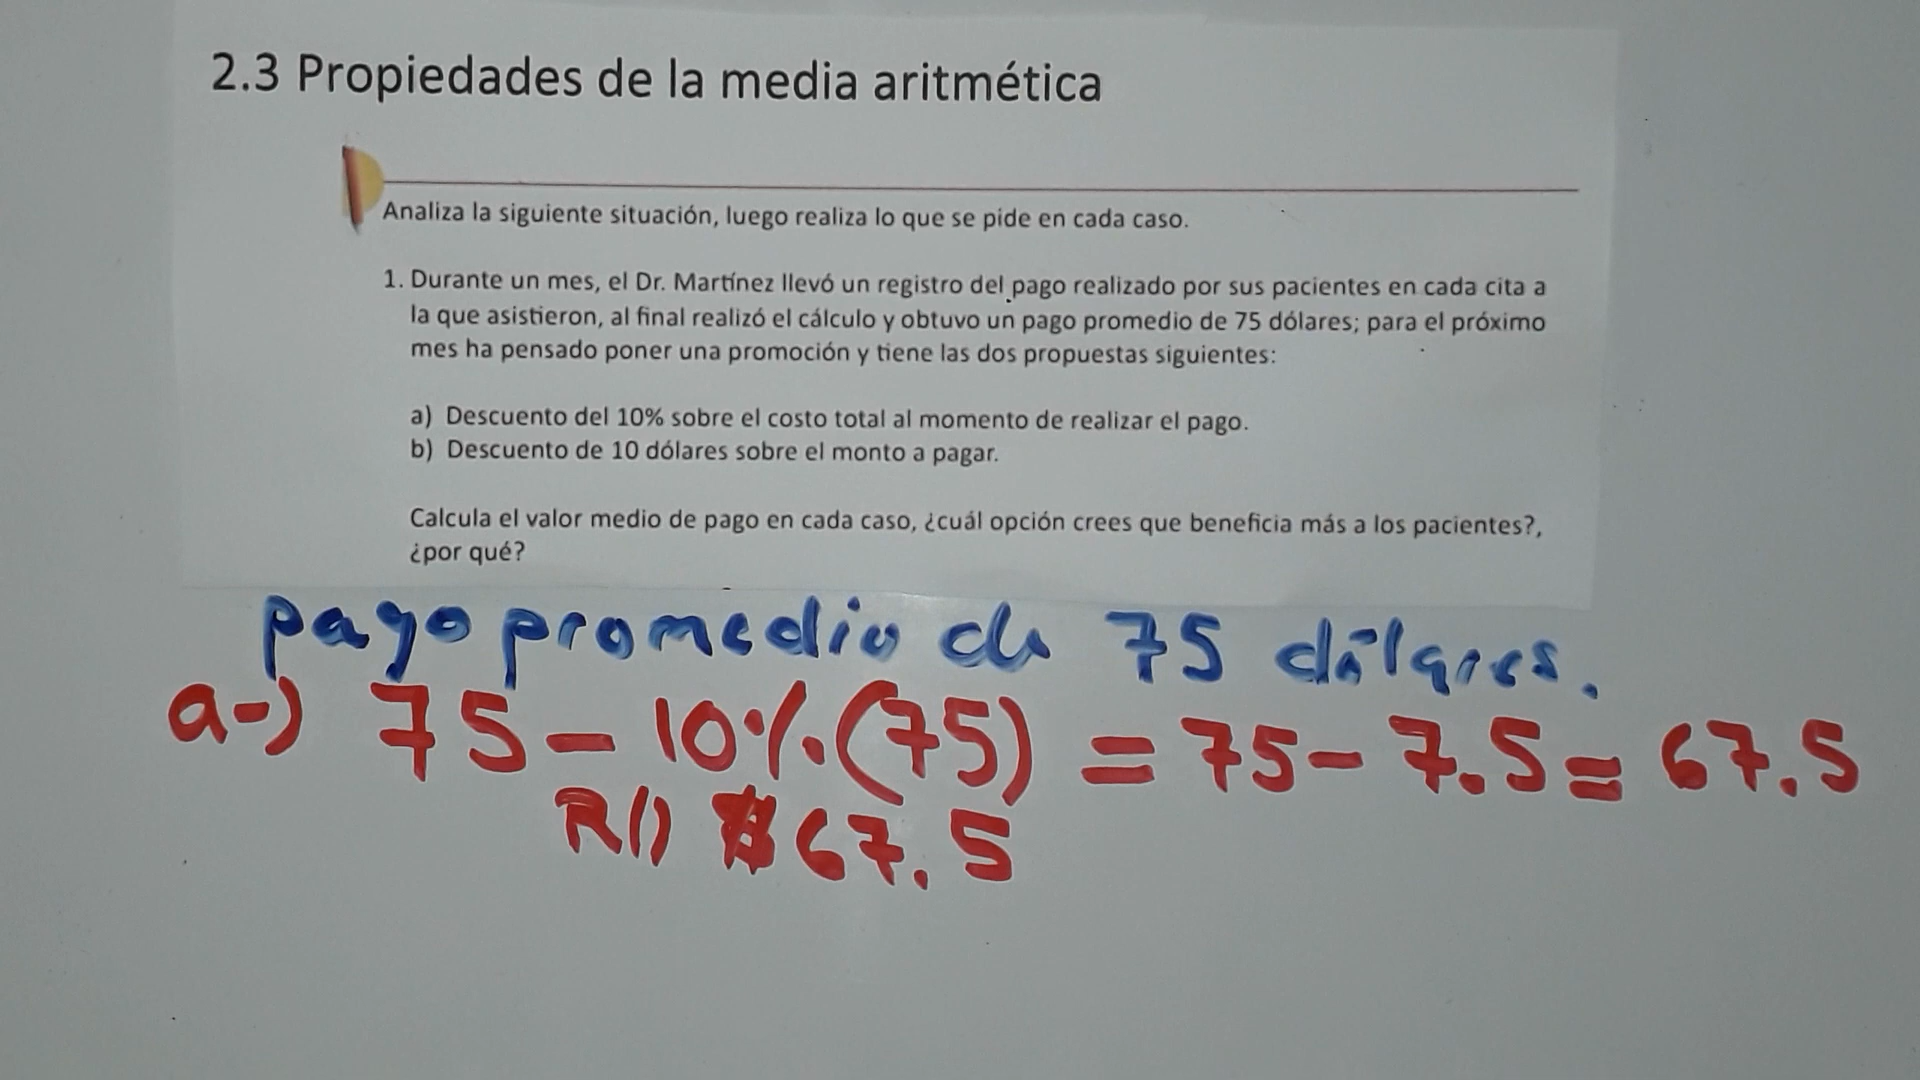 2.3 Propiedades de la media aritmética
Analiza la siguiente situación, luego realiza lo que se pide en cada caso.
1. Durante un mes, el Dr. Martínez llevó un registro del pago realizado por sus pacientes en cada cita a
la que asistieron, al final realizó el cálculo y obtuvo un pago promedio de 75 dólares; para el próximo
mes ha pensado poner una promoción y tiene las dos propuestas siguientes:
a) Descuento del 10% sobre el costo total al momento de realizar el pago.
b) Descuento de 10 dólares sobre el monto a pagar.
Calcula el valor medio de pago en cada caso, ¿cuál opción crees que beneficia más a los pacientes?,
¿por qué?
pago promedio de 75 dólares.
a-) 75 - 10%(75) = 75 - 7.5 = 67.5
R// $67.5